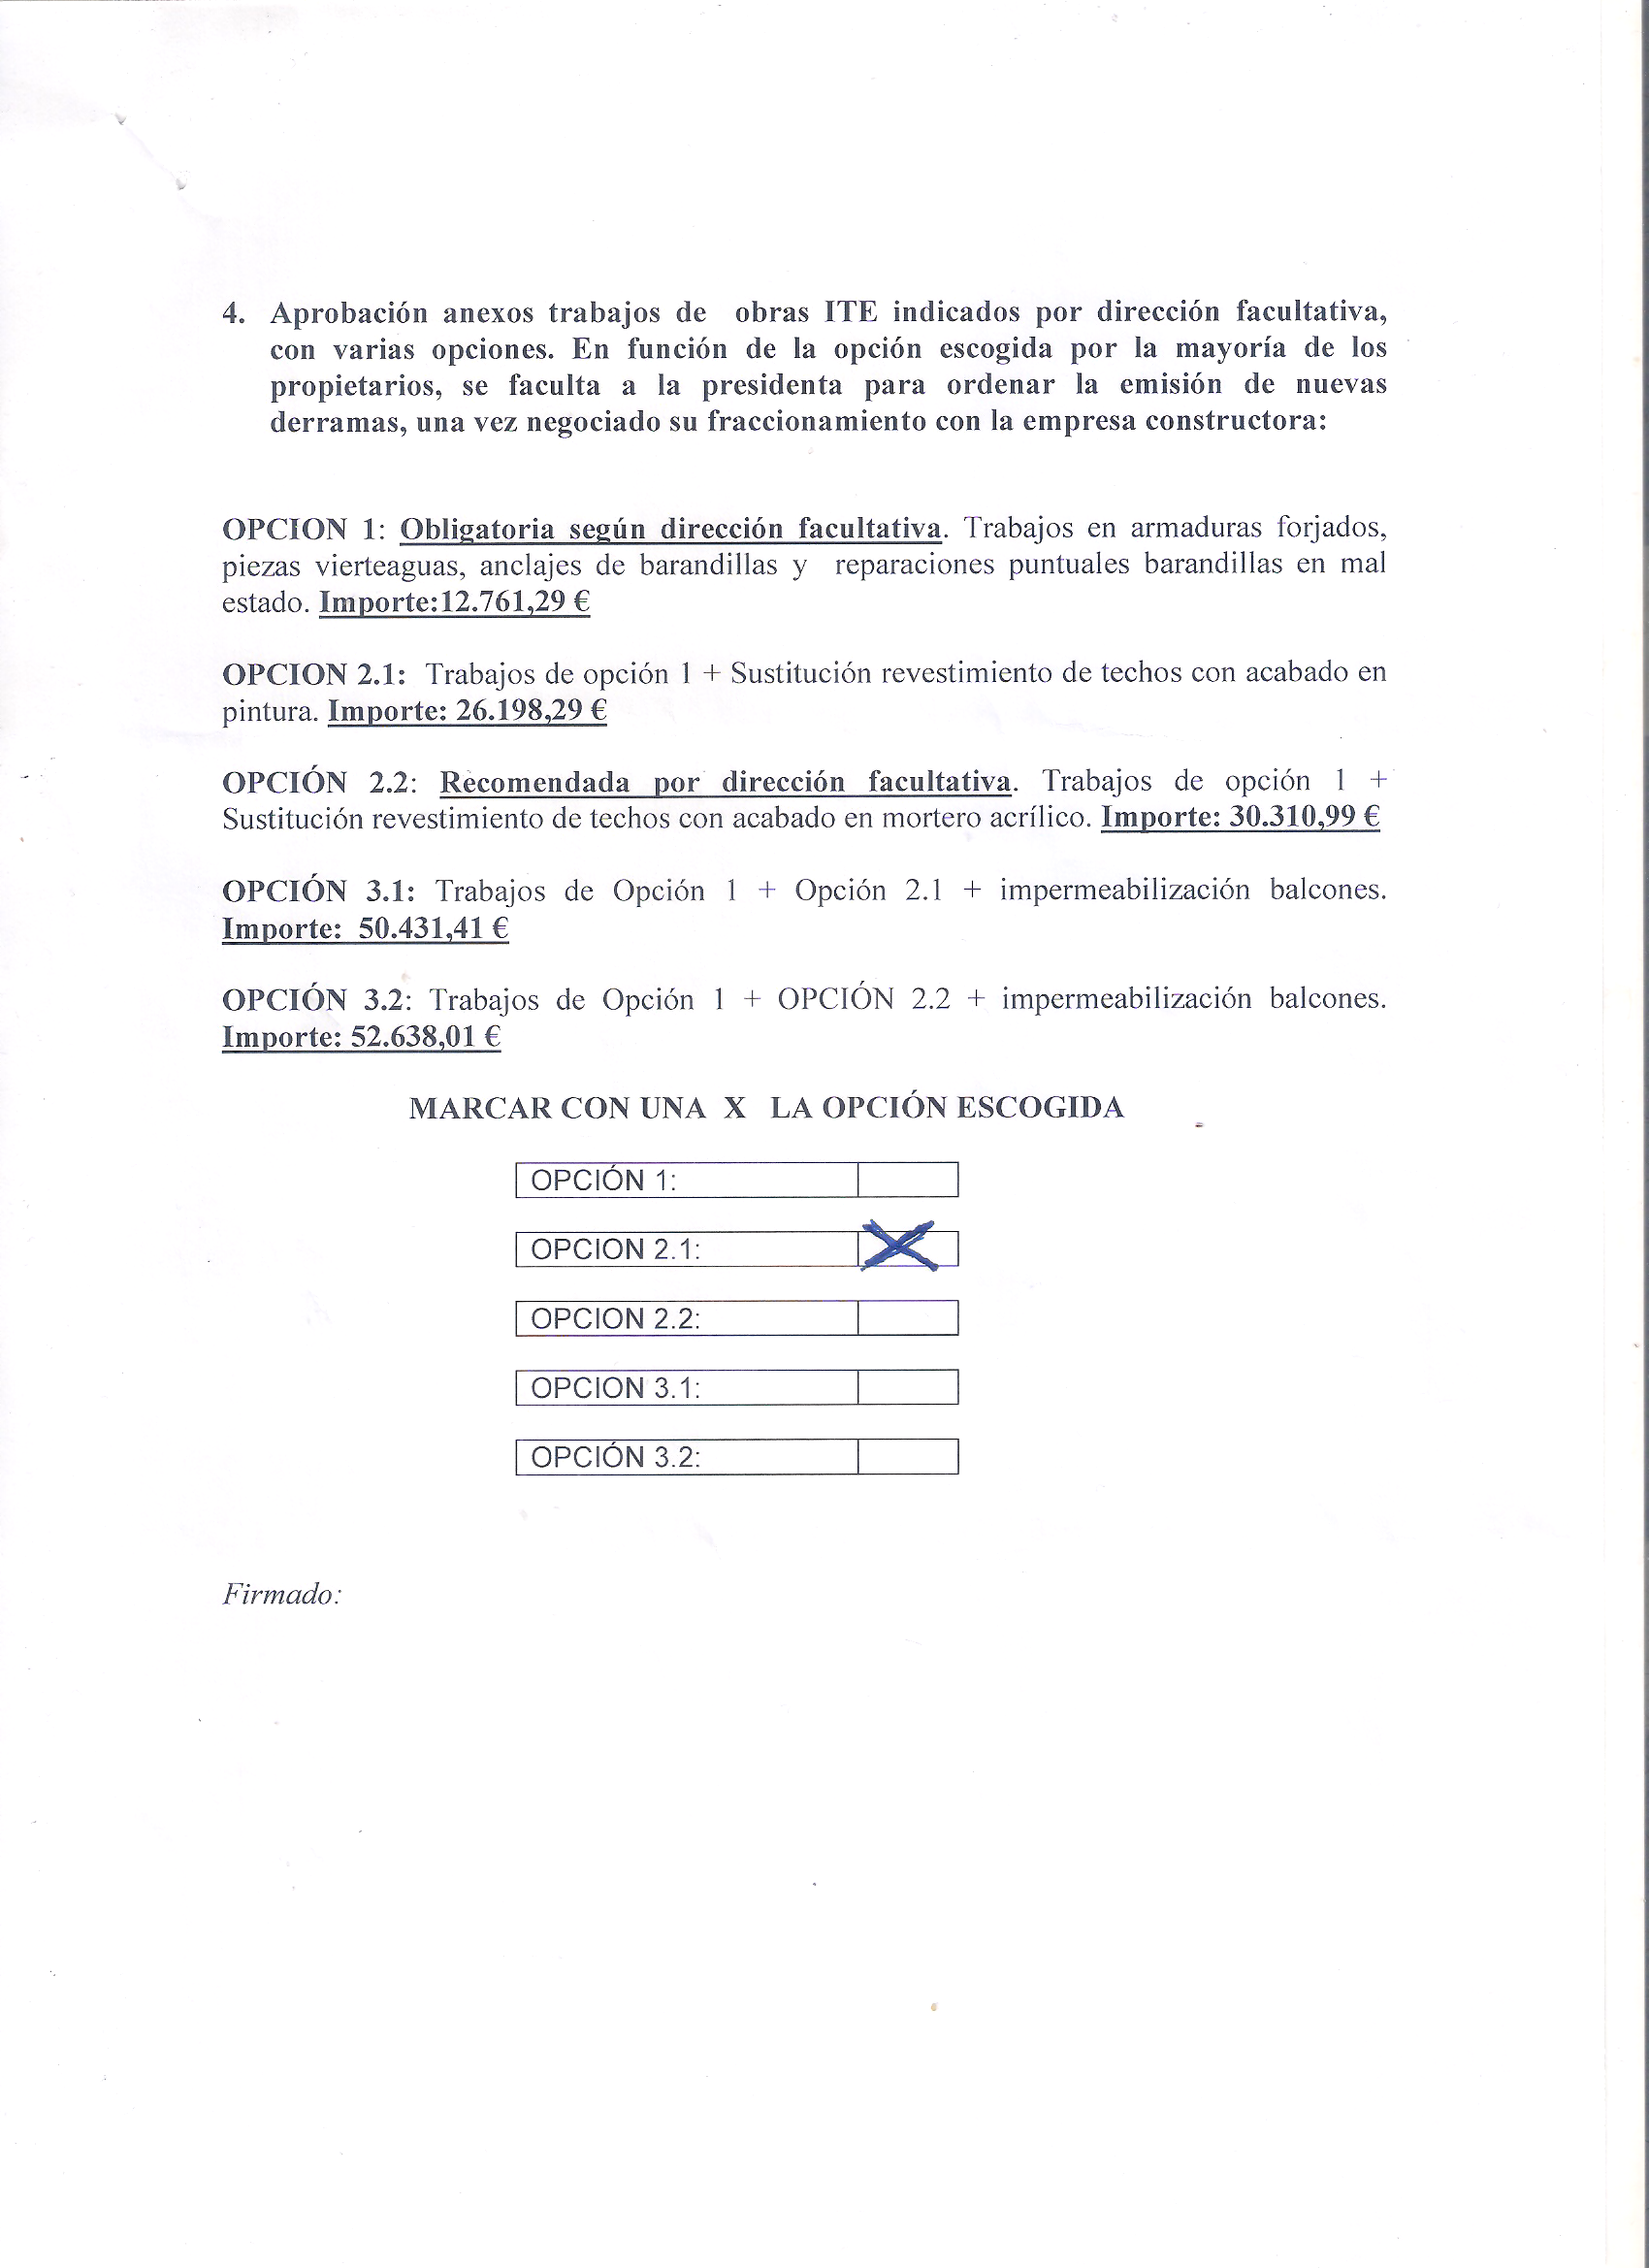 4. Aprobación anexos trabajos de obras ITE indicados por dirección facultativa,
con varias opciones. En función de la opción escogida por la mayoría de los
propietarios, se faculta a la presidenta para ordenar la emisión de nuevas
derramas, una vez negociado su fraccionamiento con la empresa constructora:
OPCION 1: Obligatoria según dirección facultativa. Trabajos en armaduras forjados,
piezas vierteaguas, anclajes de barandillas y reparaciones puntuales barandillas en mal
estado. Importe:12.761,29 €
OPCION 2.1: Trabajos de opción 1 + Sustitución revestimiento de techos con acabado en
pintura. Importe: 26.198,29 €
OPCIÓN 2.2: Recomendada por dirección facultativa. Trabajos de opción 1 +
Sustitución revestimiento de techos con acabado en mortero acrílico. Importe: 30.310,99 €
OPCIÓN 3.1: Trabajos de Opción 1 + Opción 2.1 + impermeabilización balcones.
Importe: 50.431,41 €
OPCIÓN 3.2: Trabajos de Opción 1 + OPCIÓN 2.2 + impermeabilización balcones.
Importe: 52.638,01 €
MARCAR CON UNA X LA OPCIÓN ESCOGIDA
OPCIÓN 1:
OPCION 2.1: X
OPCION 2.2:
OPCION 3.1:
OPCIÓN 3.2:
Firmado: